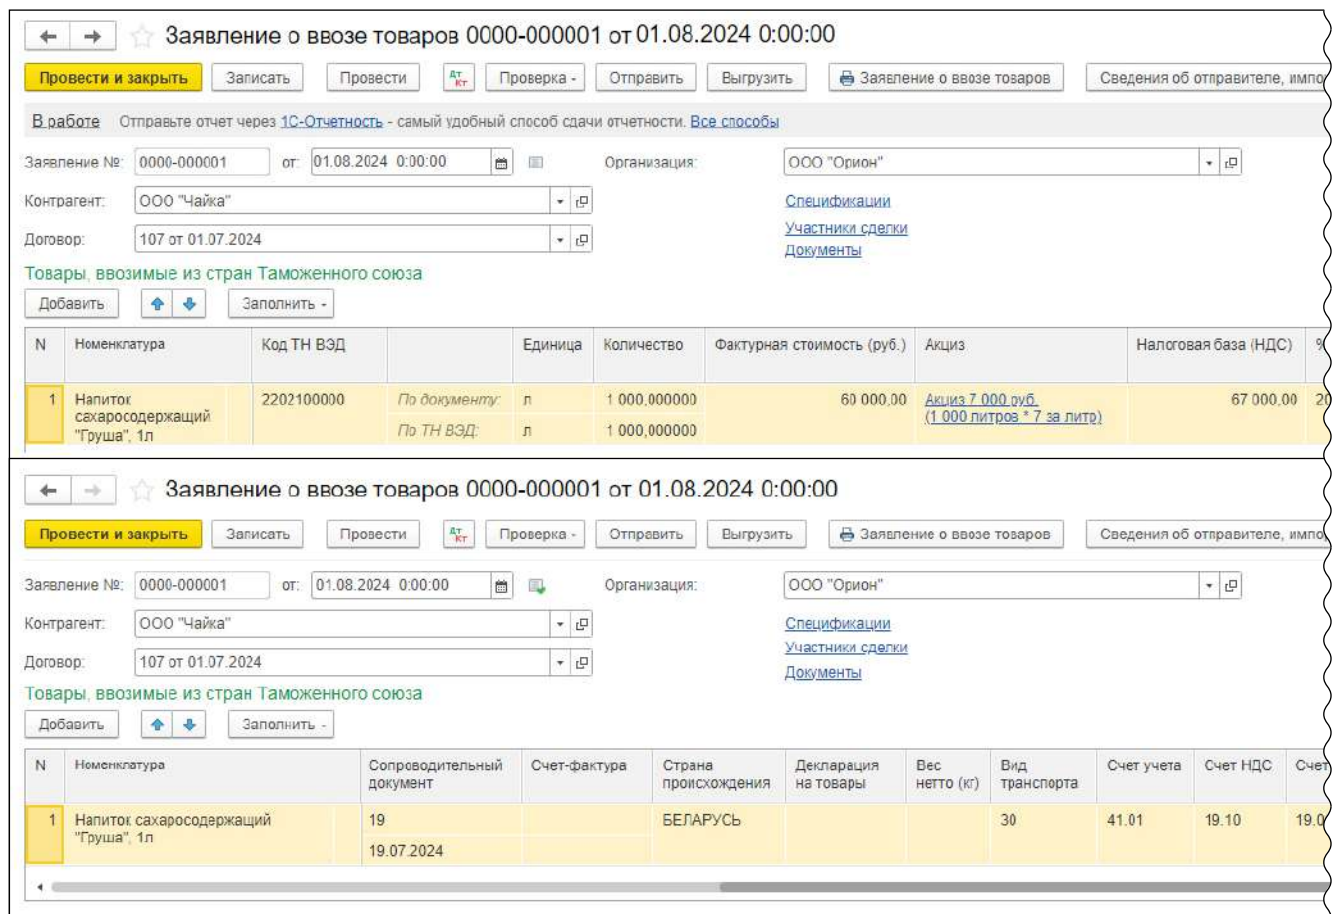 Заявление о ввозе товаров 0000-000001 от 01.08.2024 0:00:00
Провести и закрыть Записать Провести Дт Кт Проверка - Отправить Выгрузить Заявление о ввозе товаров Сведения об отправителе, импо
В работе Отправьте отчет через 1С-Отчетность - самый удобный способ сдачи отчетности. Все способы
Заявление №: 0000-000001 от: 01.08.2024 0:00:00 Организация: ООО "Орион"
Контрагент: ООО "Чайка" Спецификации
Участники сделки
Договор: 107 от 01.07.2024 Документы
Товары, ввозимые из стран Таможенного союза
Добавить Заполнить -
N Номенклатура Код ТН ВЭД Единица Количество Фактурная стоимость (руб.) Акциз Налоговая база (НДС) %
1 Напиток 2202100000 По документу: л 1 000,000000 60 000,00 Акциз 7 000 руб. 67 000,00 20
сахаросодержащий (1 000 литров * 7 за литр)
"Груша", 1л По ТН ВЭД: л 1 000,000000
Заявление о ввозе товаров 0000-000001 от 01.08.2024 0:00:00
Провести и закрыть Записать Провести Дт Кт Проверка - Отправить Выгрузить Заявление о ввозе товаров Сведения об отправителе, импо
Заявление №: 0000-000001 от: 01.08.2024 0:00:00 Организация: ООО "Орион"
Контрагент: ООО "Чайка" Спецификации
Участники сделки
Договор: 107 от 01.07.2024 Документы
Товары, ввозимые из стран Таможенного союза
Добавить Заполнить -
N Номенклатура Сопроводительный Счет-фактура Страна Декларация Вес Вид Счет учета Счет НДС Счет
документ происхождения на товары нетто (кг) транспорта
1 Напиток сахаросодержащий 19 БЕЛАРУСЬ 30 41.01 19.10 19.0
"Груша", 1л 19.07.2024